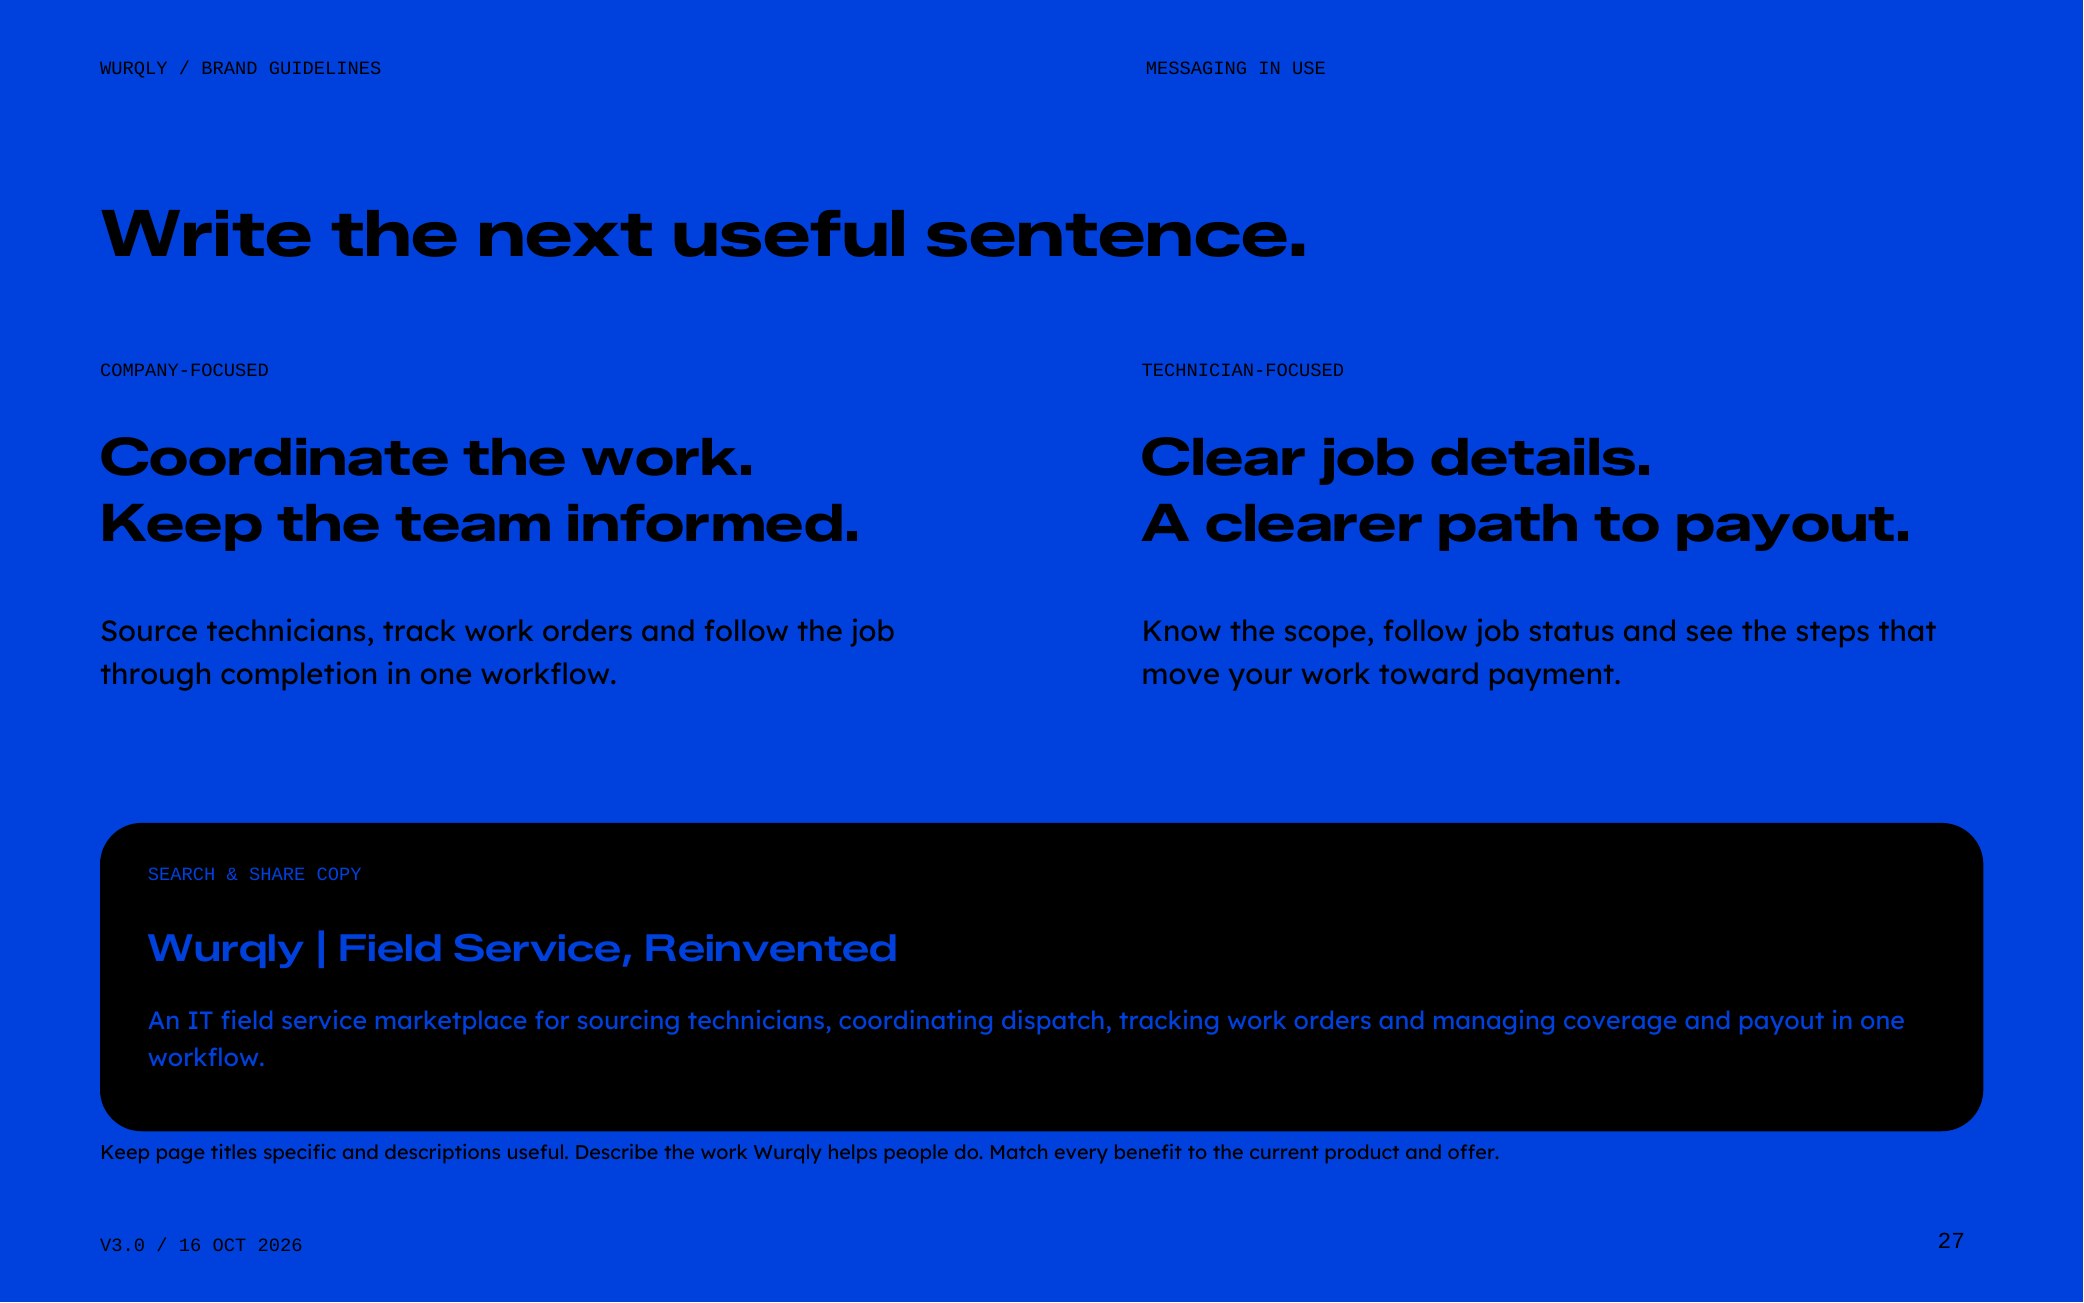 WURQLY / BRAND GUIDELINES
MESSAGING IN USE
Write the next useful sentence.
COMPANY-FOCUSED
Coordinate the work.
Keep the team informed.
Source technicians, track work orders and follow the job
through completion in one workflow.
TECHNICIAN-FOCUSED
Clear job details.
A clearer path to payout.
Know the scope, follow job status and see the steps that
move your work toward payment.
SEARCH & SHARE COPY
Wurqly | Field Service, Reinvented
An IT field service marketplace for sourcing technicians, coordinating dispatch, tracking work orders and managing coverage and payout in one
workflow.
Keep page titles specific and descriptions useful. Describe the work Wurqly helps people do. Match every benefit to the current product and offer.
V3.0 / 16 OCT 2026
27